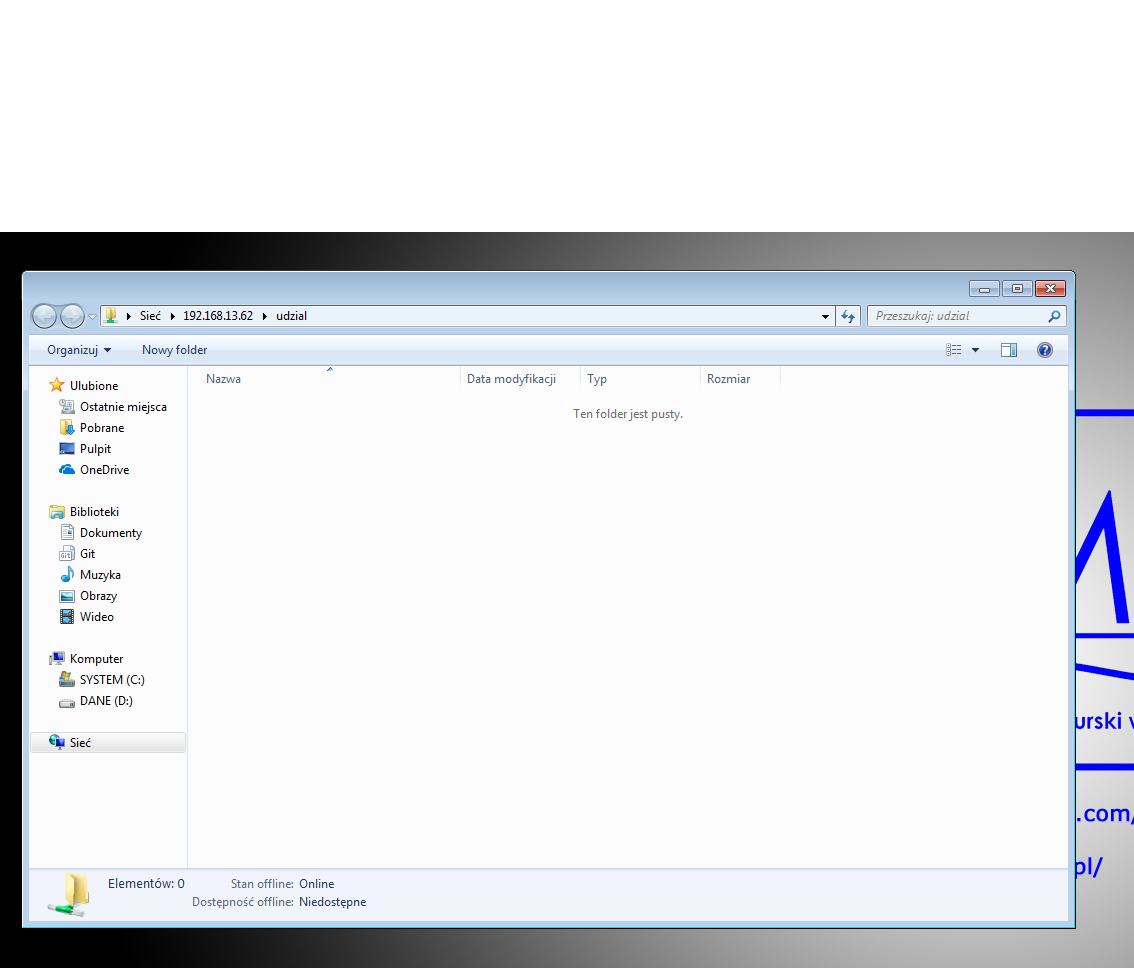 Sieć 192.168.13.62 udzial Przeszukaj: udzial
Organizuj Nowy folder
Nazwa Data modyfikacji Typ Rozmiar
Ten folder jest pusty.
Ulubione
Ostatnie miejsca
Pobrane
Pulpit
OneDrive
Biblioteki
Dokumenty
Git
Muzyka
Obrazy
Wideo
Komputer
SYSTEM (C:)
DANE (D:)
Sieć
urski
.com/
pl/
Elementów: 0 Stan offline: Online
Dostępność offline: Niedostępne